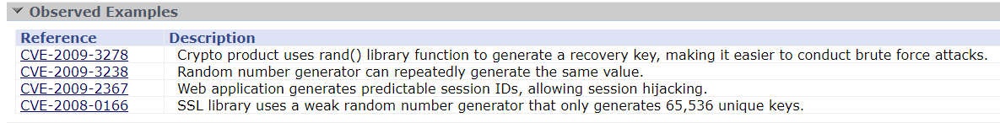 Observed Examples
Reference Description
CVE-2009-3278 Crypto product uses rand() library function to generate a recovery key, making it easier to conduct brute force attacks.
CVE-2009-3238 Random number generator can repeatedly generate the same value.
CVE-2009-2367 Web application generates predictable session IDs, allowing session hijacking.
CVE-2008-0166 SSL library uses a weak random number generator that only generates 65,536 unique keys.